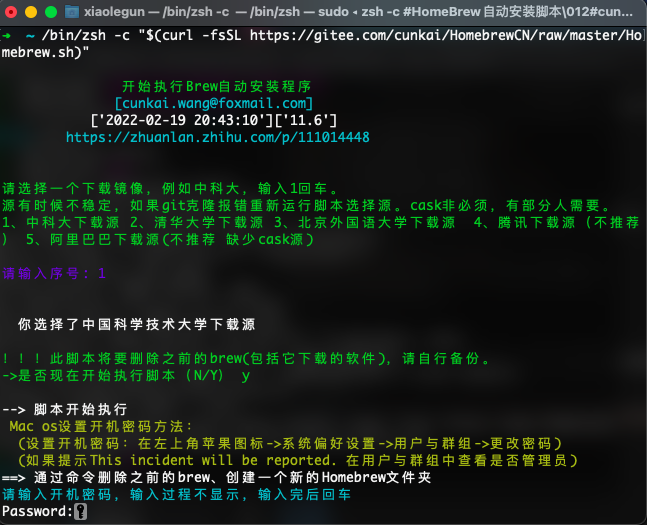 xiaolegun — /bin/zsh -c — /bin/zsh — sudo ◂ zsh -c #HomeBrew自动安装脚本\012#cun...
➜  ~ /bin/zsh -c "$(curl -fsSL https://gitee.com/cunkai/HomebrewCN/raw/master/Ho
mebrew.sh)"
开始执行Brew自动安装程序
[cunkai.wang@foxmail.com]
['2022-02-19 20:43:10']['11.6']
https://zhuanlan.zhihu.com/p/111014448
请选择一个下载镜像，例如中科大，输入1回车。
源有时候不稳定，如果git克隆报错重新运行脚本选择源。cask非必须，有部分人需要。
1、中科大下载源 2、清华大学下载源 3、北京外国语大学下载源  4、腾讯下载源（不推荐
） 5、阿里巴巴下载源(不推荐 缺少cask源)
请输入序号: 1
你选择了中国科学技术大学下载源
！！！此脚本将要删除之前的brew(包括它下载的软件)，请自行备份。
->是否现在开始执行脚本（N/Y） y
--> 脚本开始执行
Mac os设置开机密码方法：
（设置开机密码：在左上角苹果图标->系统偏好设置->用户与群组->更改密码）
（如果提示This incident will be reported. 在用户与群组中查看是否管理员）
==> 通过命令删除之前的brew、创建一个新的Homebrew文件夹
请输入开机密码，输入过程不显示，输入完后回车
Password: